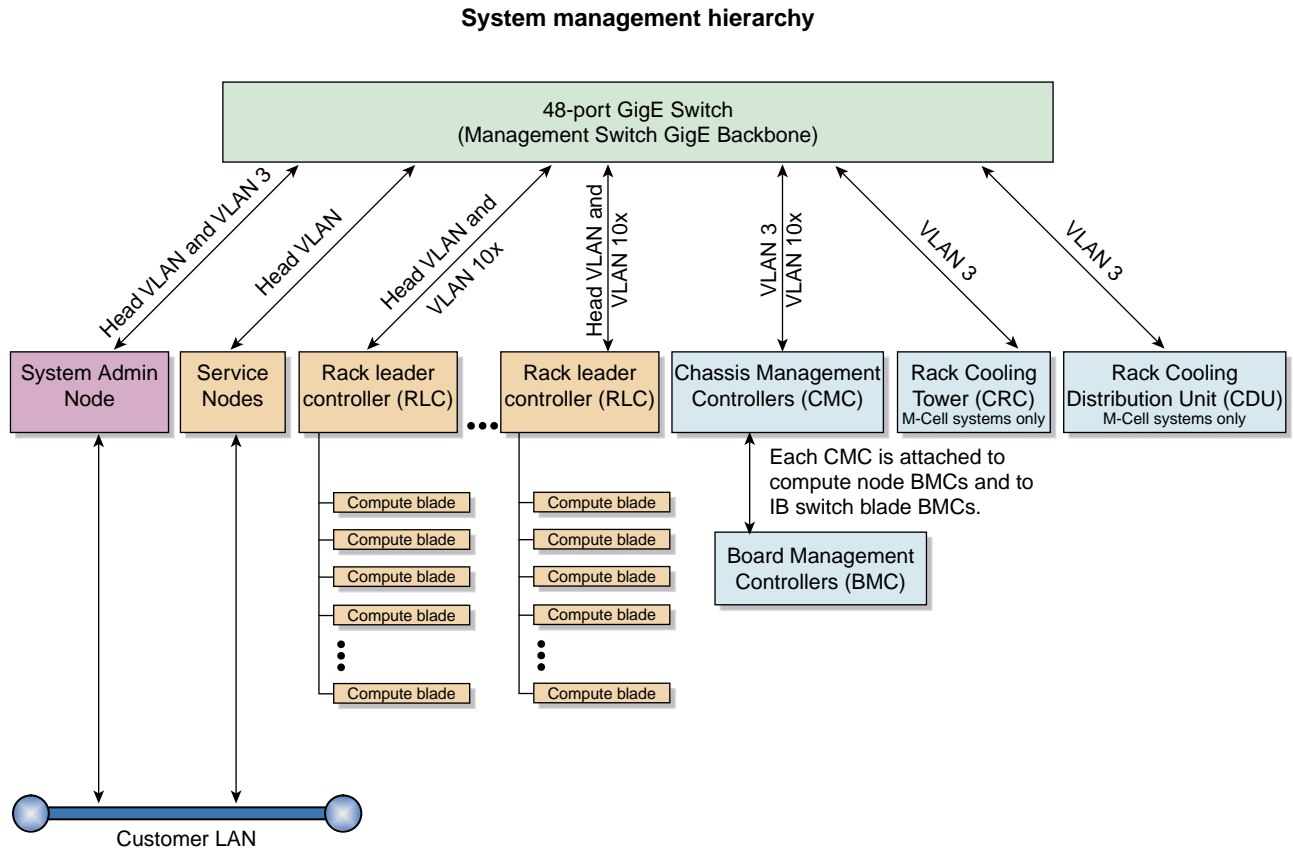 System management hierarchy
48-port GigE Switch
(Management Switch GigE Backbone)
Head VLAN and VLAN 3
Head VLAN
Head VLAN and
VLAN 10x
Head VLAN and
VLAN 10x
VLAN 3
VLAN 10x
VLAN 3
VLAN 3
System Admin
Node
Service
Nodes
Rack leader
controller (RLC)
Rack leader
controller (RLC)
Chassis Management
Controllers (CMC)
Rack Cooling
Tower (CRC)
M-Cell systems only
Rack Cooling
Distribution Unit (CDU)
M-Cell systems only
Each CMC is attached to
compute node BMCs and to
IB switch blade BMCs.
Compute blade
Compute blade
Compute blade
Compute blade
Compute blade
Compute blade
Compute blade
Compute blade
Compute blade
Compute blade
Board Management
Controllers (BMC)
Customer LAN